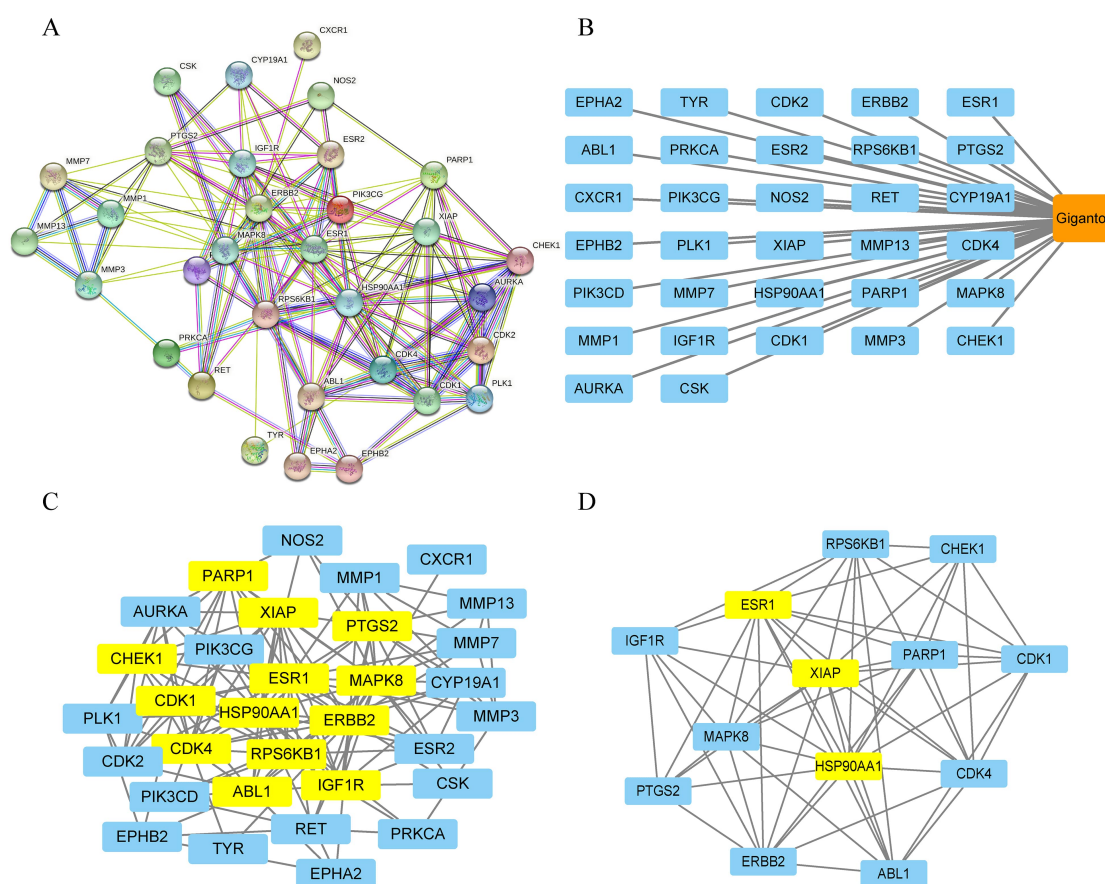 A
CXCR1
CSK
CYP19A1
NOS2
PTGS2
IGF1R
ESR2
PARP1
MMP7
ERBB2
PIK3CG
MMP1
XIAP
MMP13
MAPK8
ESR1
CHEK1
MMP3
HSP90AA1
AURKA
RPS6KB1
PRKCA
CDK2
RET
CDK4
ABL1
CDK1
PLK1
TYR
EPHA2
EPHB2
B
EPHA2 TYR CDK2 ERBB2 ESR1
ABL1 PRKCA ESR2 RPS6KB1 PTGS2
CXCR1 PIK3CG NOS2 RET CYP19A1
Giganto
EPHB2 PLK1 XIAP MMP13 CDK4
PIK3CD MMP7 HSP90AA1 PARP1 MAPK8
MMP1 IGF1R CDK1 MMP3 CHEK1
AURKA CSK
C
NOS2
CXCR1
PARP1
MMP1
AURKA
XIAP
MMP13
PTGS2
MMP7
CHEK1
PIK3CG
ESR1
MAPK8
CYP19A1
CDK1
HSP90AA1
ERBB2
MMP3
PLK1
CDK4
RPS6KB1
ESR2
CDK2
PIK3CD
ABL1
IGF1R
CSK
EPHB2
TYR
RET
PRKCA
EPHA2
D
RPS6KB1
CHEK1
ESR1
IGF1R
PARP1
CDK1
XIAP
MAPK8
HSP90AA1
CDK4
PTGS2
ERBB2
ABL1